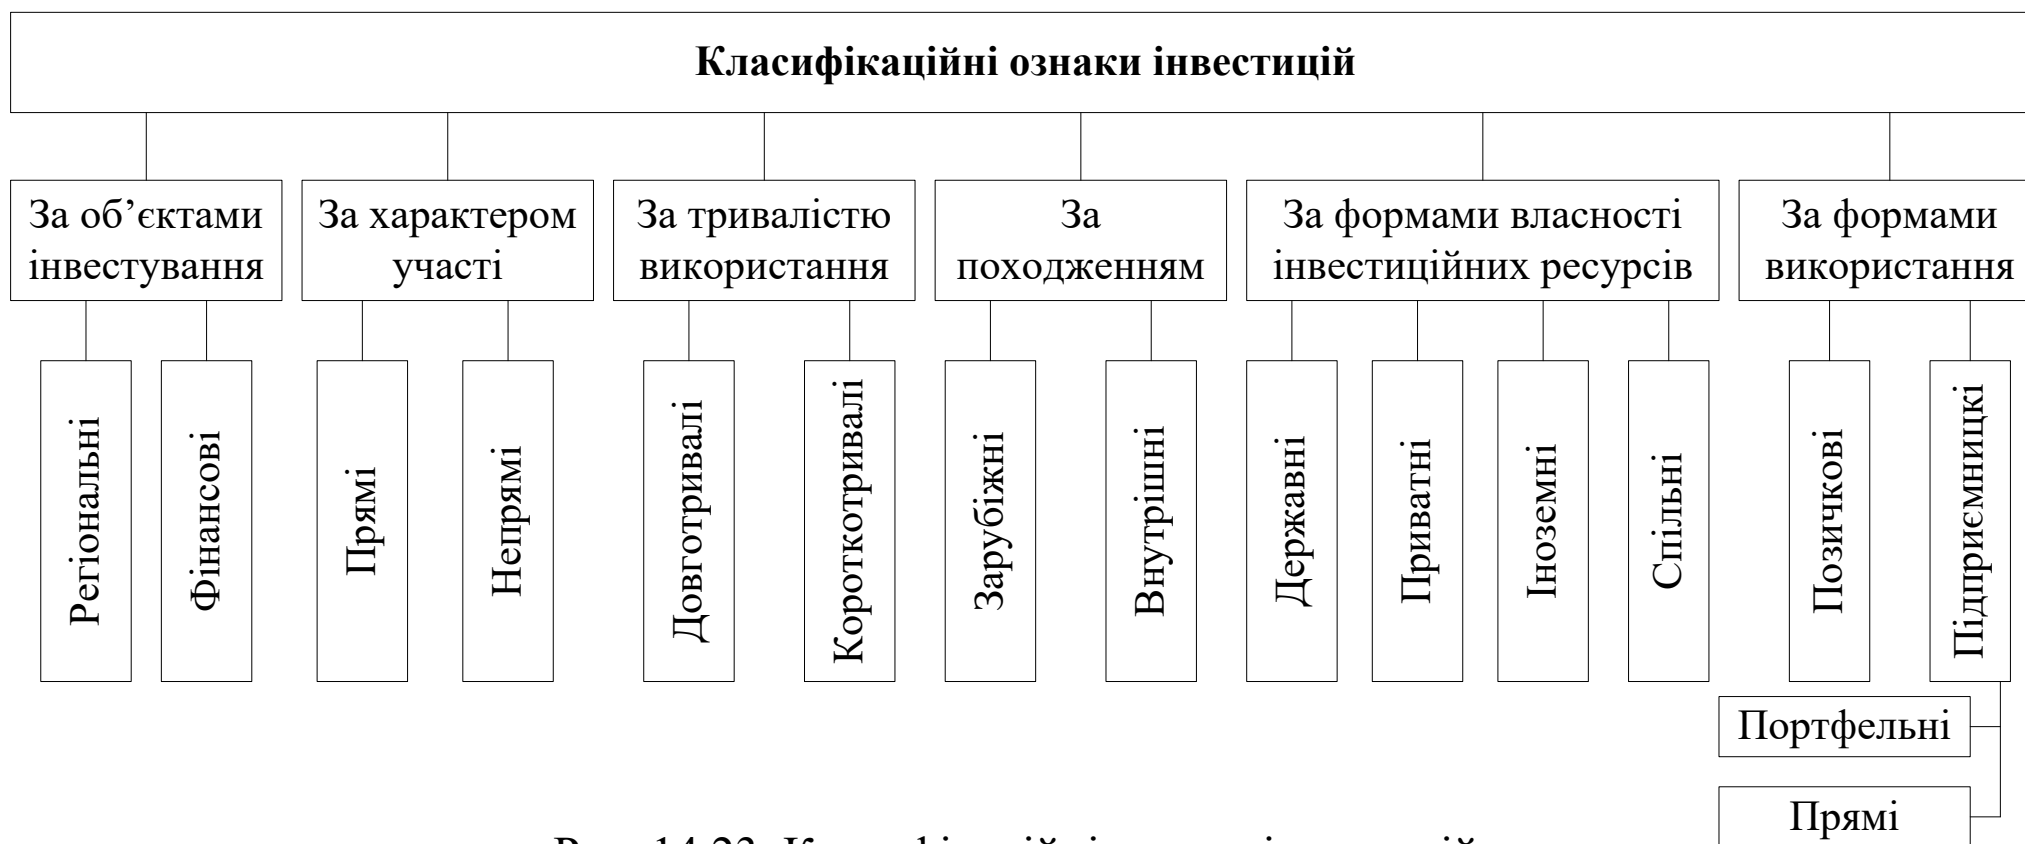 Класифікаційні ознаки інвестицій
За об’єктами
інвестування
За характером
участі
За тривалістю
використання
За
походженням
За формами власності
інвестиційних ресурсів
За формами
використання
Регіональні
Фінансові
Прямі
Непрямі
Довготривалі
Короткотривалі
Зарубіжні
Внутрішні
Державні
Приватні
Іноземні
Спільні
Позичкові
Підприємницкі
Портфельні
Прямі